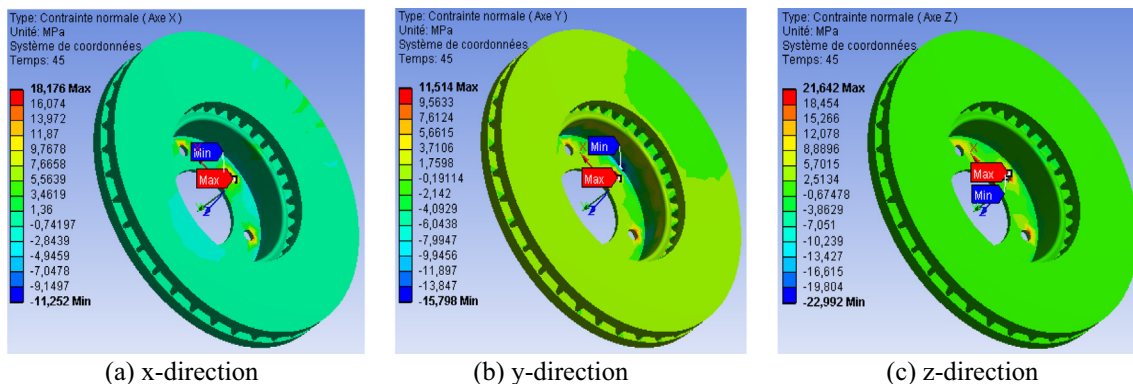 Type: Contrainte normale ( Axe X )
Unité: MPa
Système de coordonnées
Temps: 45
18,176 Max
16,074
13,972
11,87
9,7678
7,6658
5,5639
3,4619
1,36
-0,74197
-2,8439
-4,9459
-7,0478
-9,1497
-11,252 Min
X
Min
Max
Y
Z
(a) x-direction
Type: Contrainte normale ( Axe Y )
Unité: MPa
Système de coordonnées
Temps: 45
11,514 Max
9,5633
7,6124
5,6615
3,7106
1,7598
-0,19114
-2,142
-4,0929
-6,0438
-7,9947
-9,9456
-11,897
-13,847
-15,798 Min
Min
X
Max
Y
Z
(b) y-direction
Type: Contrainte normale ( Axe Z )
Unité: MPa
Système de coordonnées
Temps: 45
21,642 Max
18,454
15,266
12,078
8,8896
5,7015
2,5134
-0,67478
-3,8629
-7,051
-10,239
-13,427
-16,615
-19,804
-22,992 Min
X
Max
Min
Z
(c) z-direction